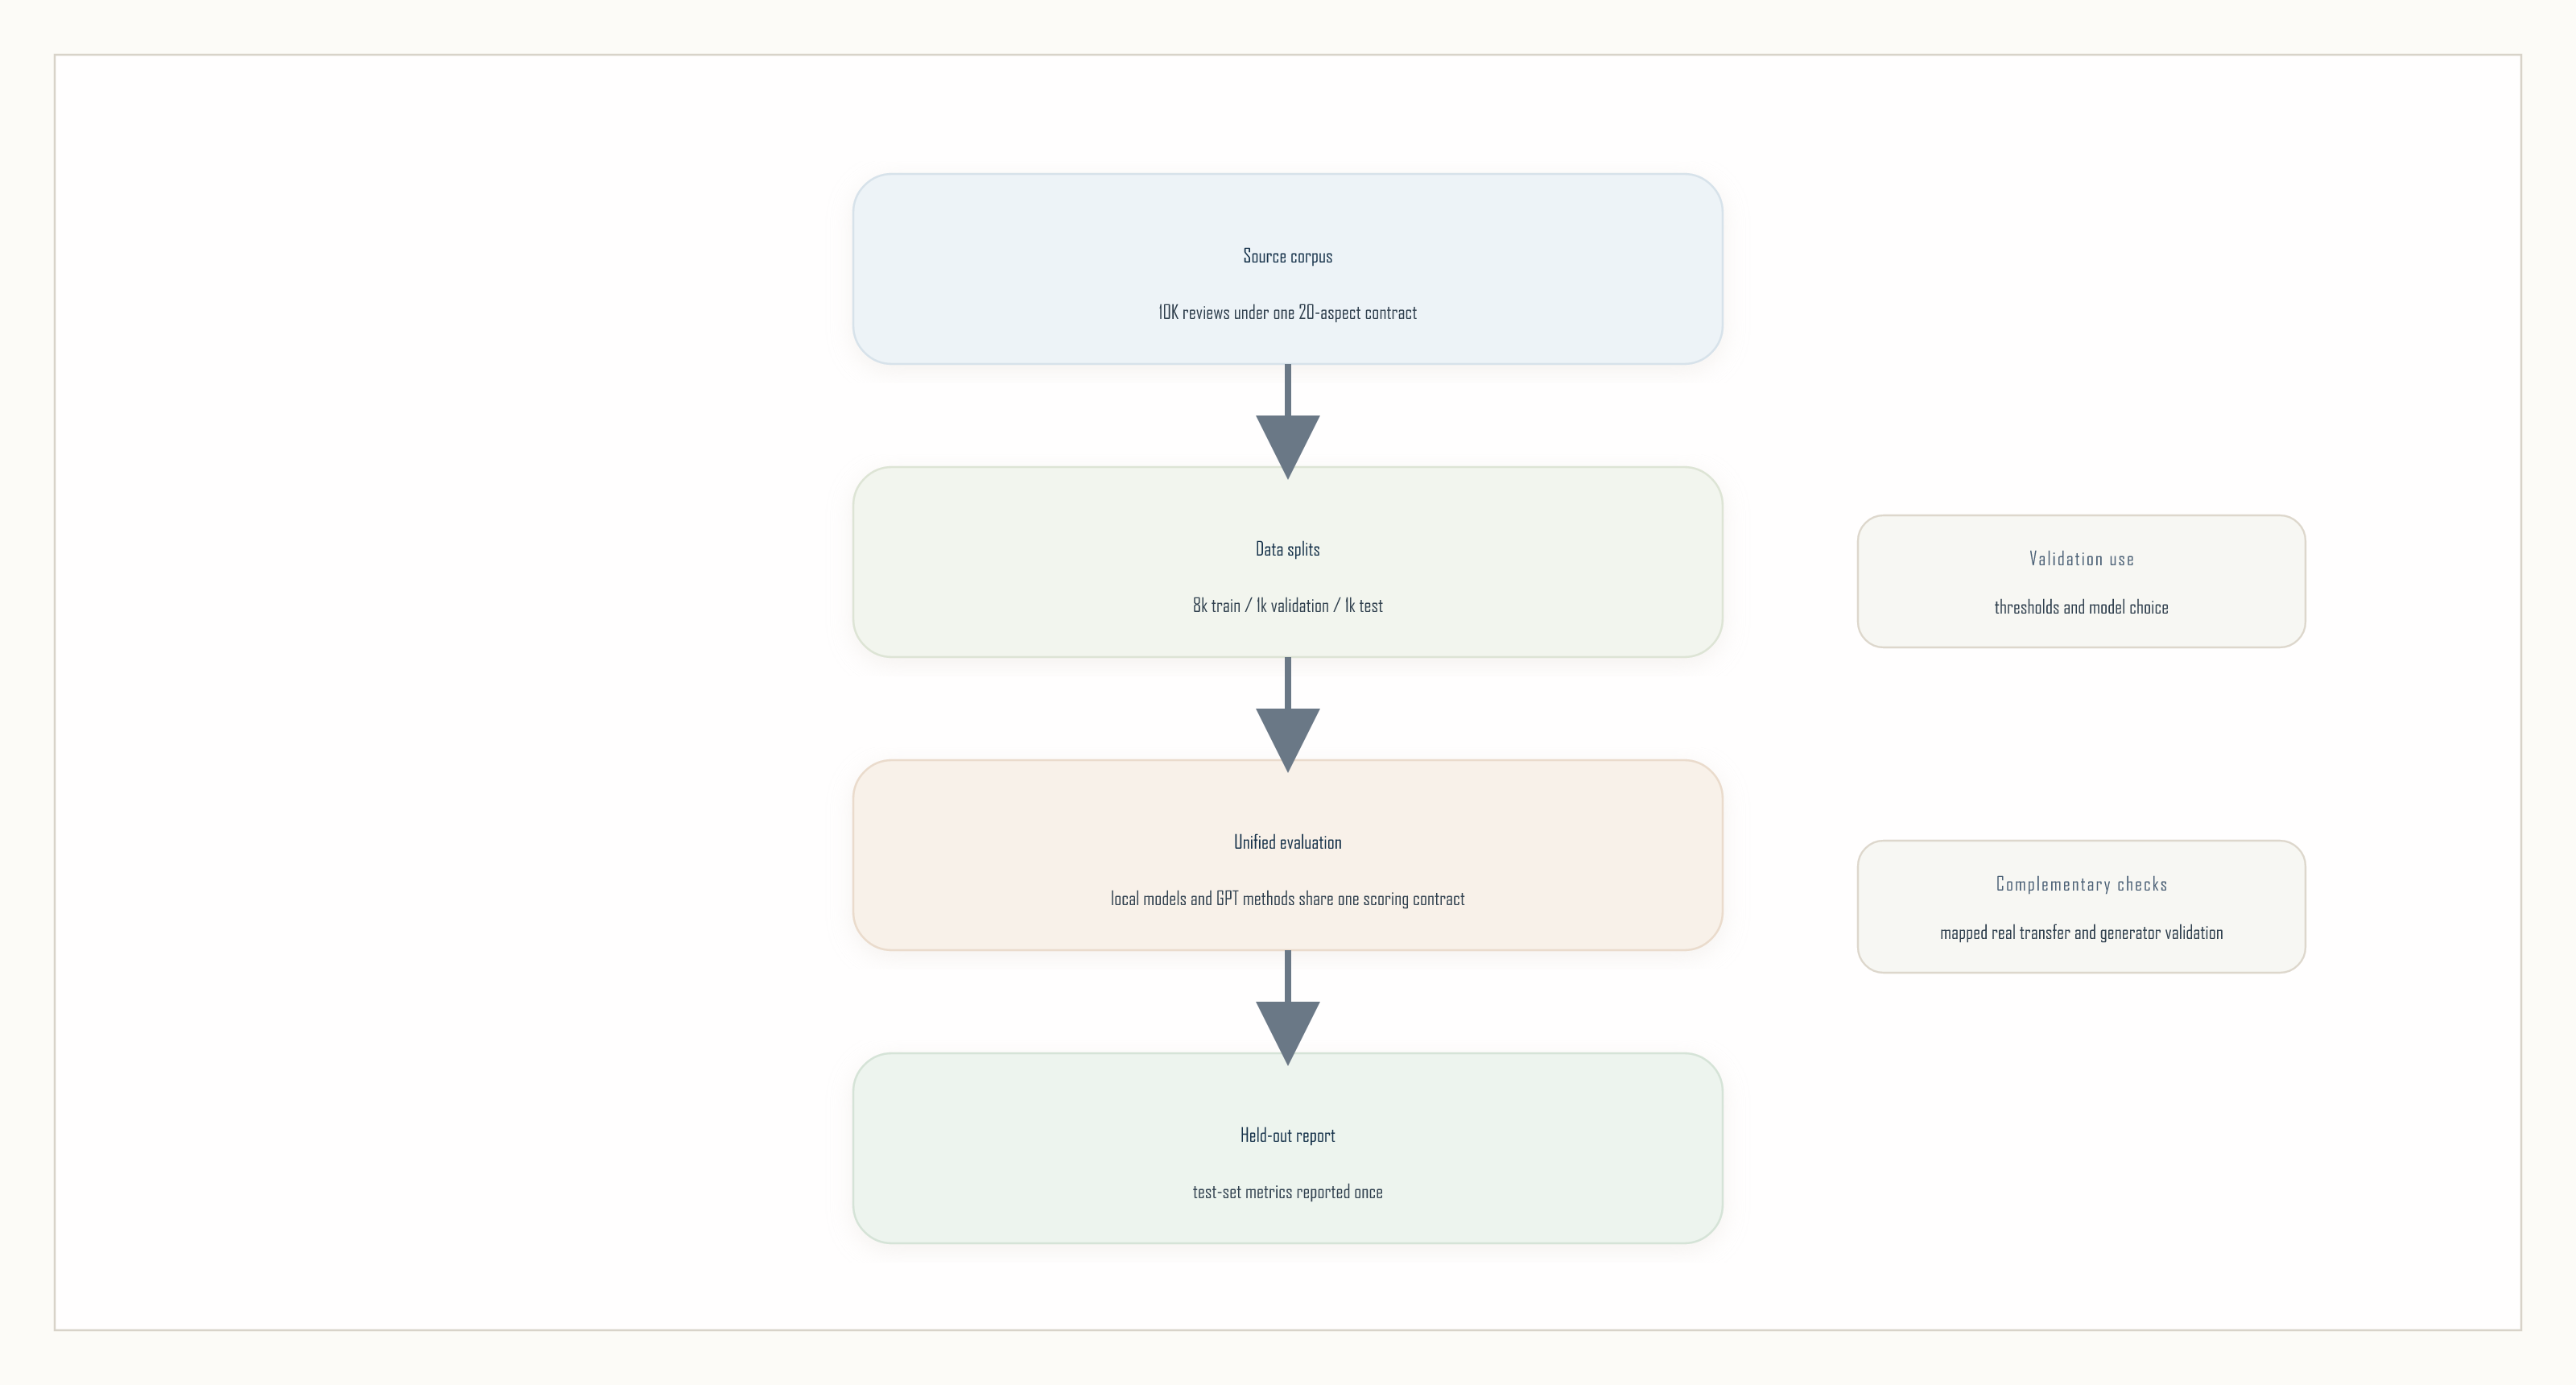 Source corpus
10K reviews under one 20-aspect contract
Data splits
8k train / 1k validation / 1k test
Validation use
thresholds and model choice
Unified evaluation
local models and GPT methods share one scoring contract
Complementary checks
mapped real transfer and generator validation
Held-out report
test-set metrics reported once